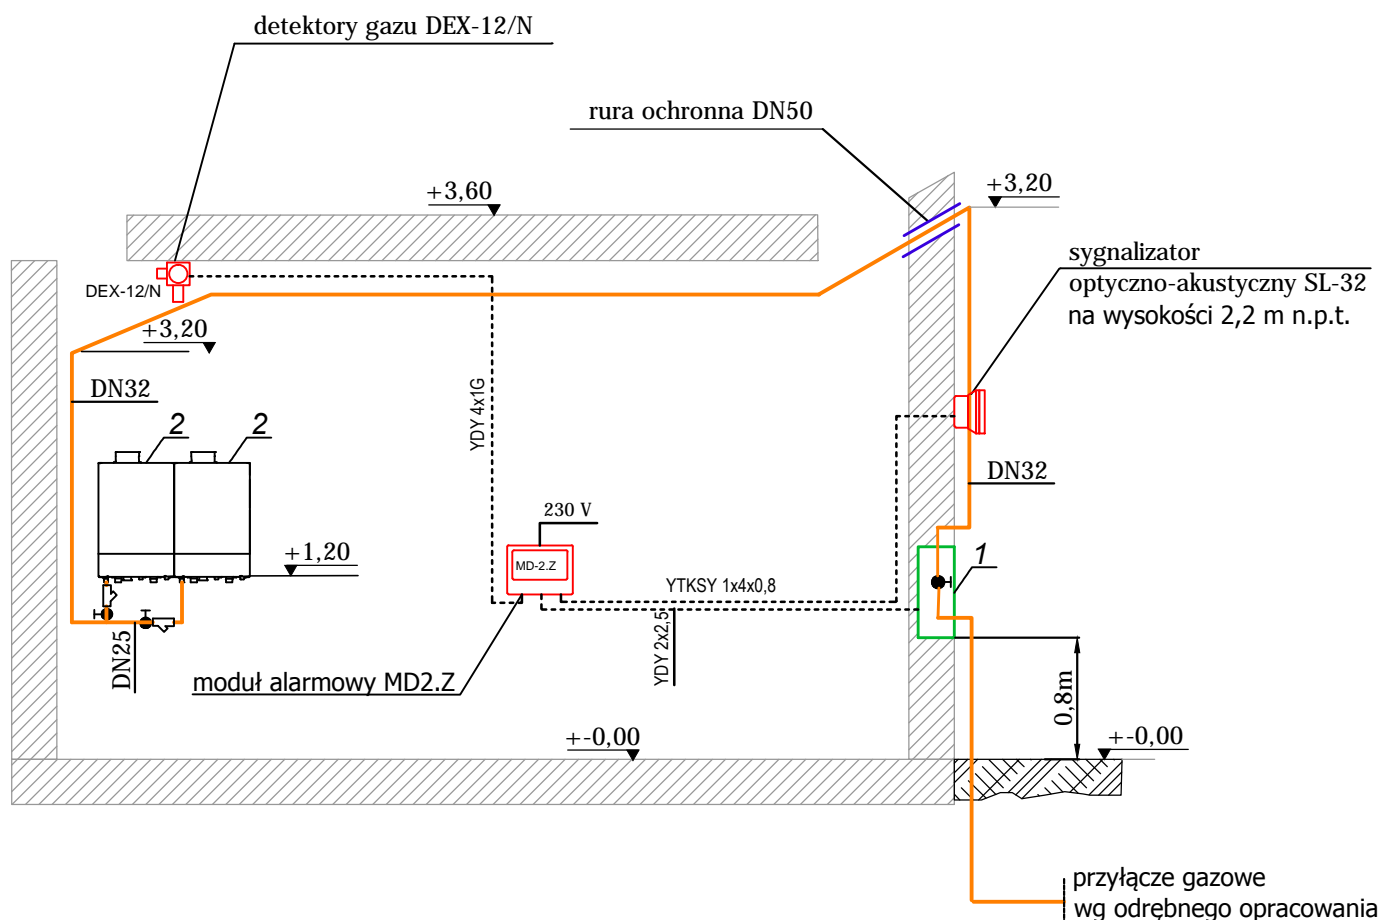 detektory gazu DEX-12/N
rura ochronna DN50
+3,60
+3,20
sygnalizator
optyczno-akustyczny SL-32
na wysokości 2,2 m n.p.t.
DEX-12/N
+3,20
DN32
YDY 4x1G
2
2
DN32
230 V
+1,20
MD-2.Z
1
YTKSY 1x4x0,8
DN25
YDY 2x2,5
moduł alarmowy MD2.Z
0,8m
+-0,00
+-0,00
przyłącze gazowe
wg odrebnego opracowania